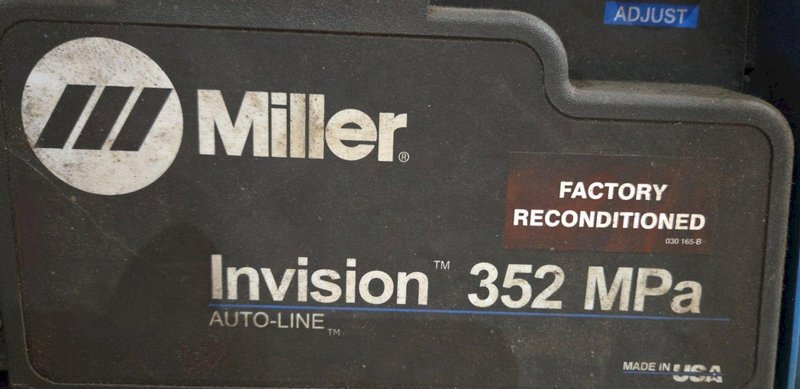 ADJUST
Miller®
FACTORY
RECONDITIONED
030 165-B
Invision™ 352 MPa
AUTO-LINE™
MADE IN USA